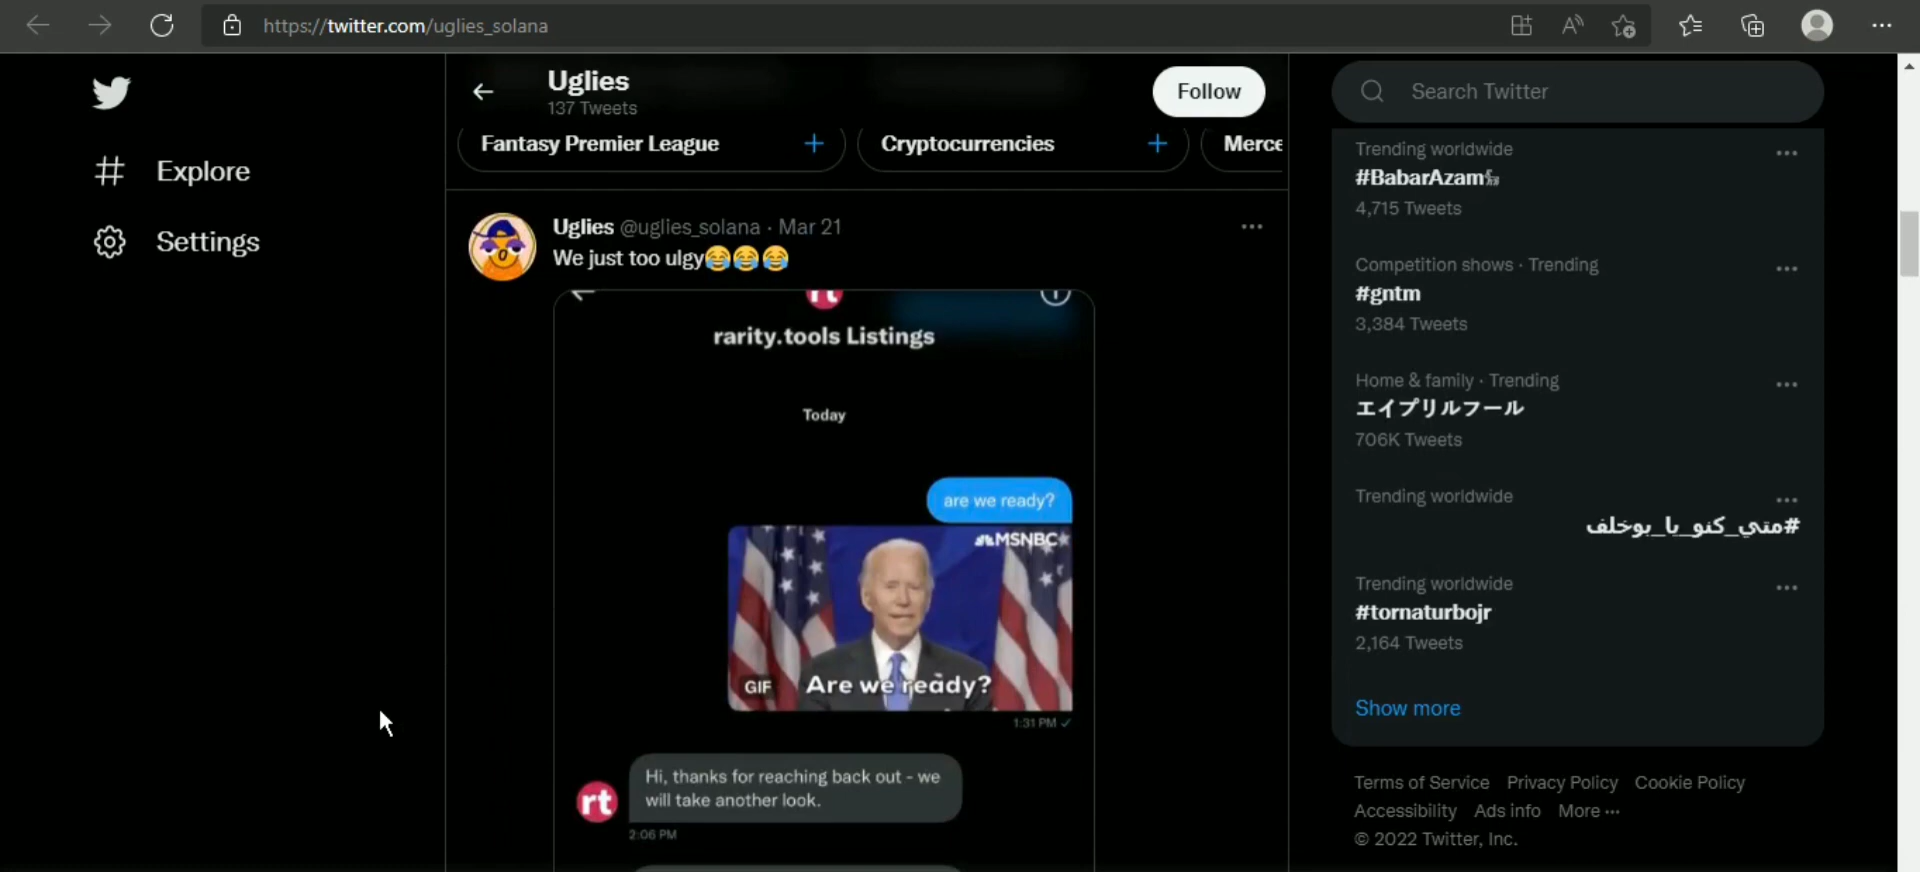 https://twitter.com/uglies_solana
Uglies
137 Tweets
Follow
Search Twitter
Explore
Settings
Fantasy Premier League
Cryptocurrencies
Merce
Uglies @uglies_solana · Mar 21
We just too ulgy😂😂😂
rarity.tools Listings
Today
are we ready?
MSNBC
GIF
Are we ready?
1:31 PM ✓
rt
Hi, thanks for reaching back out - we
will take another look.
2:06 PM
Trending worldwide
#BabarAzam
4,715 Tweets
Competition shows · Trending
#gntm
3,384 Tweets
Home & family · Trending
エイプリルフール
706K Tweets
Trending worldwide
#متي_كنو_يا_بوخلف
Trending worldwide
#tornaturbojr
2,164 Tweets
Show more
Terms of Service Privacy Policy Cookie Policy
Accessibility Ads info More ···
© 2022 Twitter, Inc.